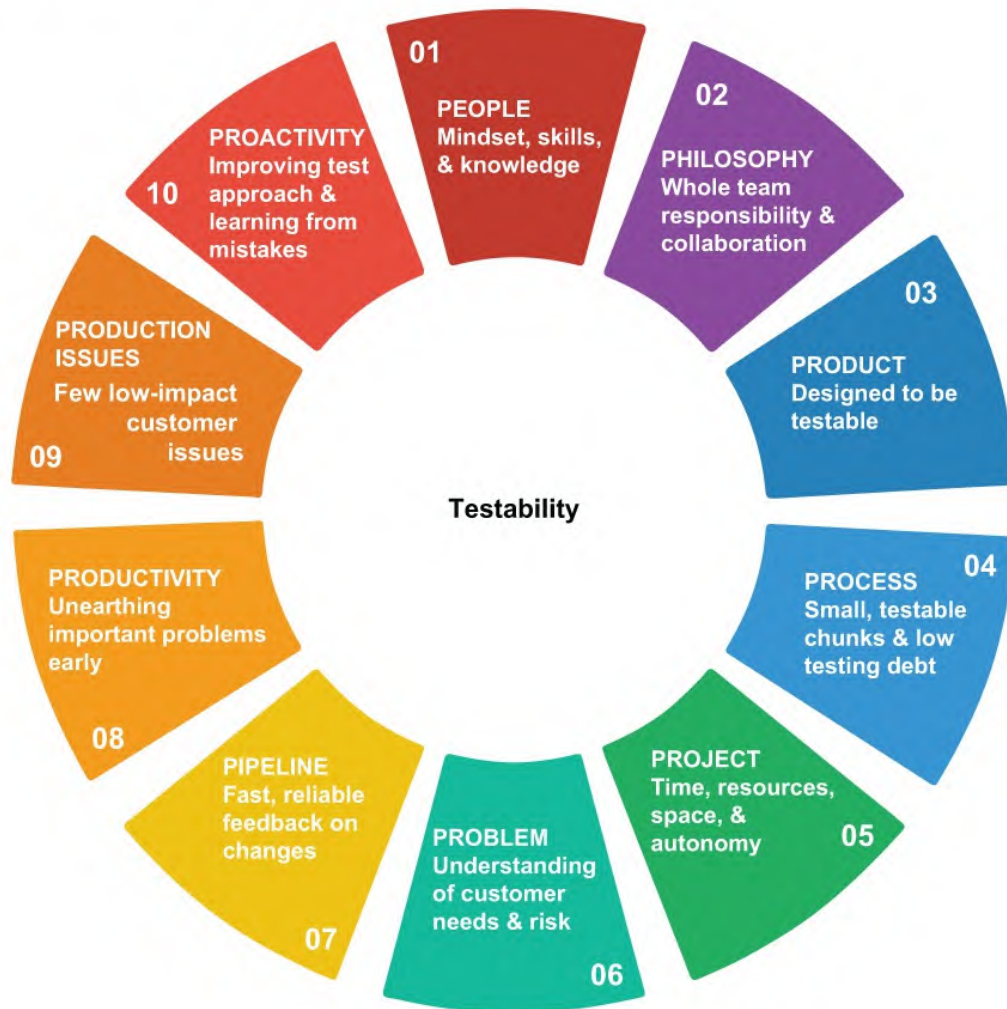 01
PEOPLE
Mindset, skills,
& knowledge
02
PHILOSOPHY
Whole team
responsibility &
collaboration
03
PRODUCT
Designed to be
testable
04
PROCESS
Small, testable
chunks & low
testing debt
PROJECT
Time, resources,
space, &
autonomy
05
PROBLEM
Understanding
of customer
needs & risk
06
PIPELINE
Fast, reliable
feedback on
changes
07
PRODUCTIVITY
Unearthing
important problems
early
08
PRODUCTION
ISSUES
Few low-impact
customer
issues
09
PROACTIVITY
Improving test
approach &
learning from
mistakes
10
Testability